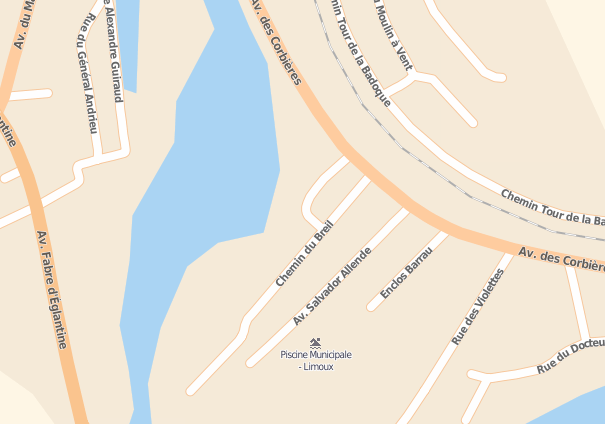 Av. du M
Rue du Général Andrieu
e Alexandre Guiraud
Av. des Corbières
min Tour de la Badoque
Moulin à Vent
antine
Chemin Tour de la Ba
Av. Fabre d'Églantine
Chemin du Breil
Av. Salvador Allende
Enclos Barrau
Av. des Corbière
Rue des Violettes
Rue du Docteu
Piscine Municipale
- Limoux